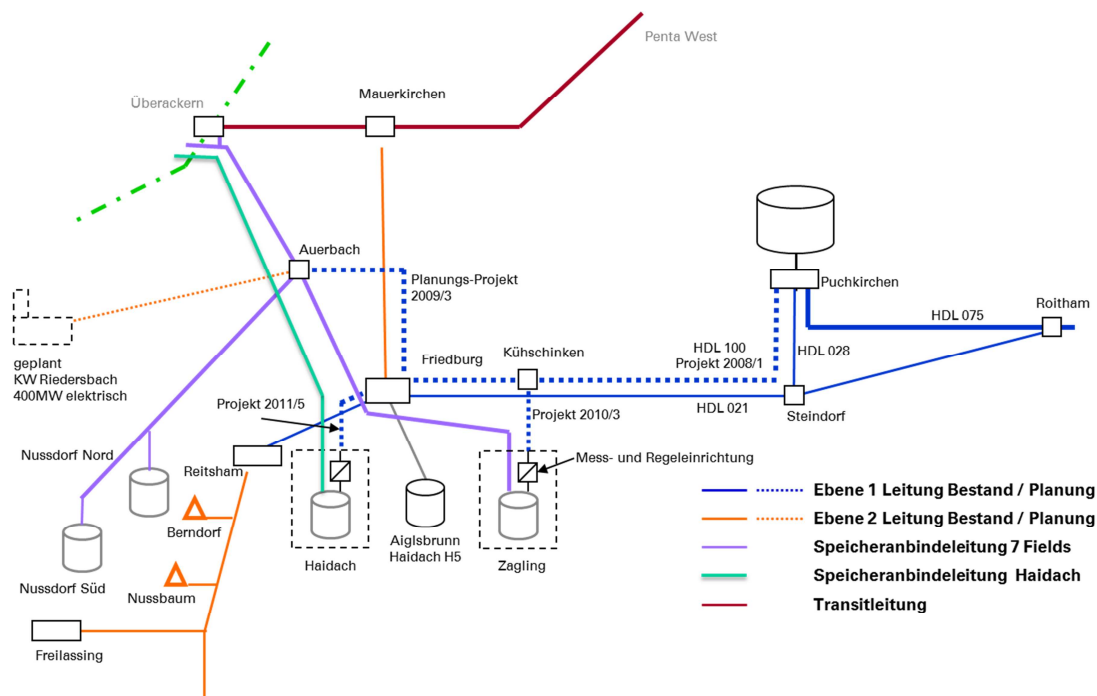 Penta West
Mauerkirchen
Überackern
Auerbach
Planungs-Projekt
2009/3
Puchkirchen
Roitham
HDL 075
geplant
KW Riedersbach
400MW elektrisch
Friedburg
Kühschinken
HDL 100
Projekt 2008/1
HDL 028
HDL 021
Steindorf
Projekt 2011/5
Projekt 2010/3
Nussdorf Nord
Reitsham
Mess- und Regeleinrichtung
Berndorf
Haidach
Aiglsbrunn
Haidach H5
Zagling
Nussdorf Süd
Nussbaum
Freilassing
Ebene 1 Leitung Bestand / Planung
Ebene 2 Leitung Bestand / Planung
Speicheranbindeleitung 7 Fields
Speicheranbindeleitung Haidach
Transitleitung